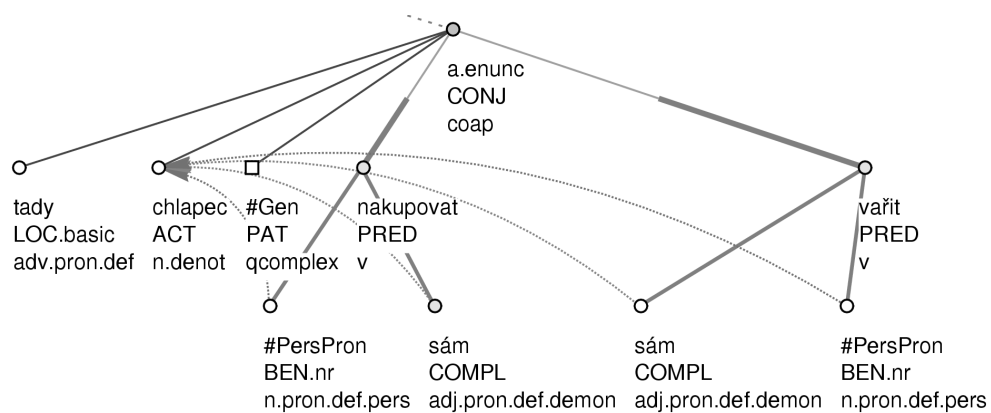 a.enunc
CONJ
coap
tady
LOC.basic
adv.pron.def
chlapec
ACT
n.denot
#Gen
PAT
qcomplex
nakupovat
PRED
v
vařit
PRED
v
#PersPron
BEN.nr
n.pron.def.pers
sám
COMPL
adj.pron.def.demon
sám
COMPL
adj.pron.def.demon
#PersPron
BEN.nr
n.pron.def.pers